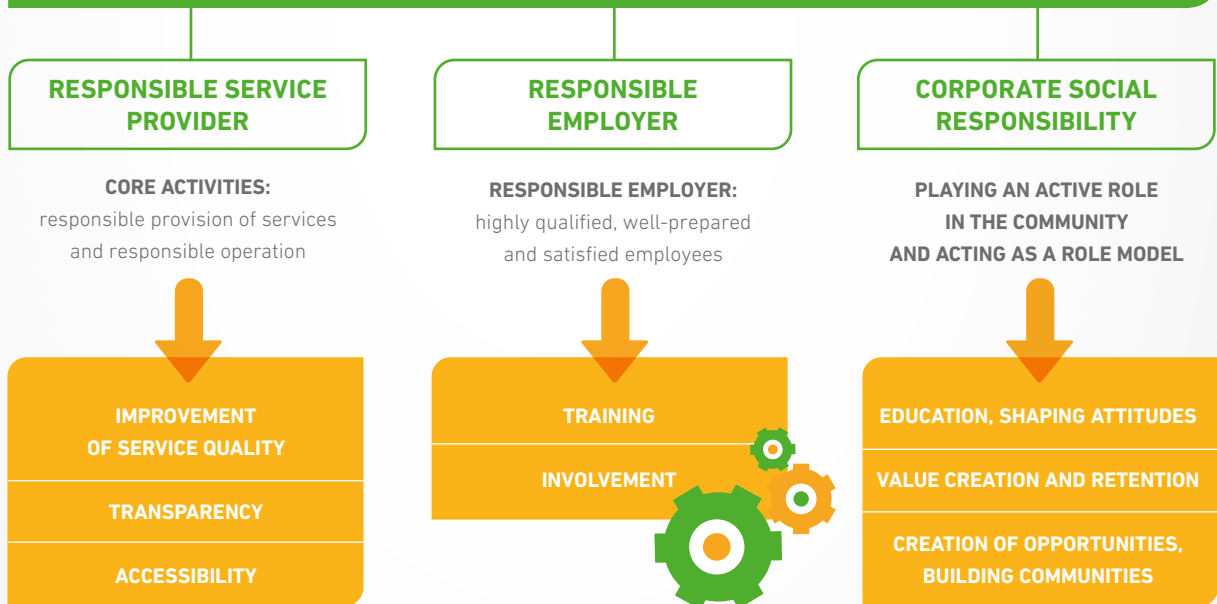 RESPONSIBLE SERVICE
PROVIDER
CORE ACTIVITIES:
responsible provision of services
and responsible operation
IMPROVEMENT
OF SERVICE QUALITY
TRANSPARENCY
ACCESSIBILITY
RESPONSIBLE
EMPLOYER
RESPONSIBLE EMPLOYER:
highly qualified, well-prepared
and satisfied employees
TRAINING
INVOLVEMENT
CORPORATE SOCIAL
RESPONSIBILITY
PLAYING AN ACTIVE ROLE
IN THE COMMUNITY
AND ACTING AS A ROLE MODEL
EDUCATION, SHAPING ATTITUDES
VALUE CREATION AND RETENTION
CREATION OF OPPORTUNITIES,
BUILDING COMMUNITIES